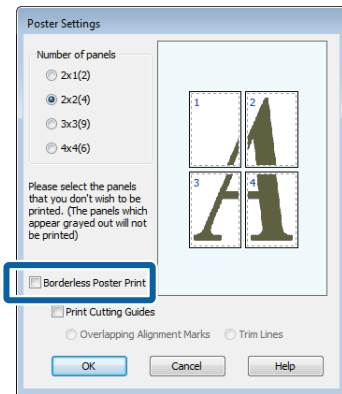 Poster Settings
Number of panels
2x1(2)
2x2(4)
3x3(9)
4x4(6)
1
2
3
4
Please select the panels
that you don't wish to be
printed. (The panels which
appear grayed out will not
be printed)
Borderless Poster Print
Print Cutting Guides
Overlapping Alignment Marks
Trim Lines
OK
Cancel
Help